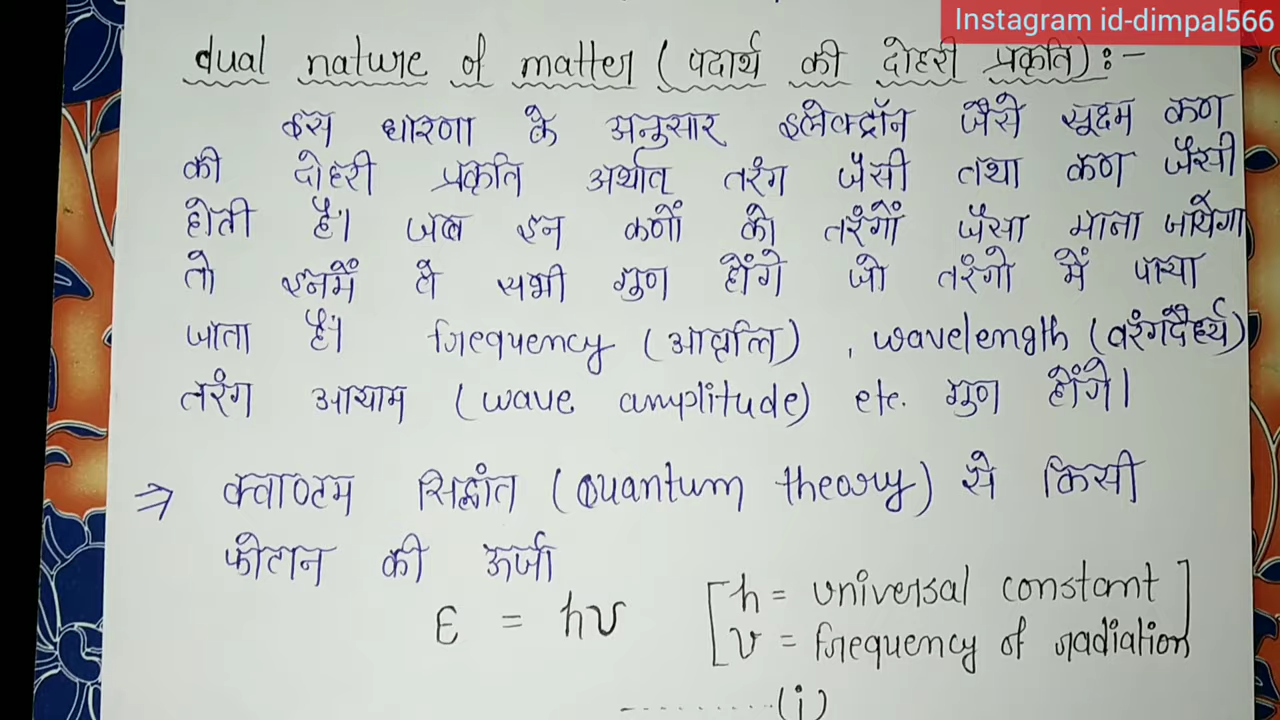 Instagram id-dimpal566
dual nature of matter (पदार्थ की दोहरी प्रकृति) :-
इस धारणा के अनुसार इलेक्ट्रॉन जैसे सूक्ष्म कण
की दोहरी प्रकृति अर्थात तरंग जैसी तथा कण जैसी
होती है। जब इन कणों को तरंगों जैसा माना जायेगा
तो इनमें वे सभी गुण होंगे जो तरंगो में पाया
जाता है। frequency (आवृत्ति) , wavelength (तरंगदैर्ध्य)
तरंग आयाम (wave amplitude) etc. गुण होंगे।
⇒ क्वाण्टम सिद्धांत (Quantum theory) से किसी
फोटान की ऊर्जा
E = hν [h = universal constant
ν = frequency of radiation]
..........(i)